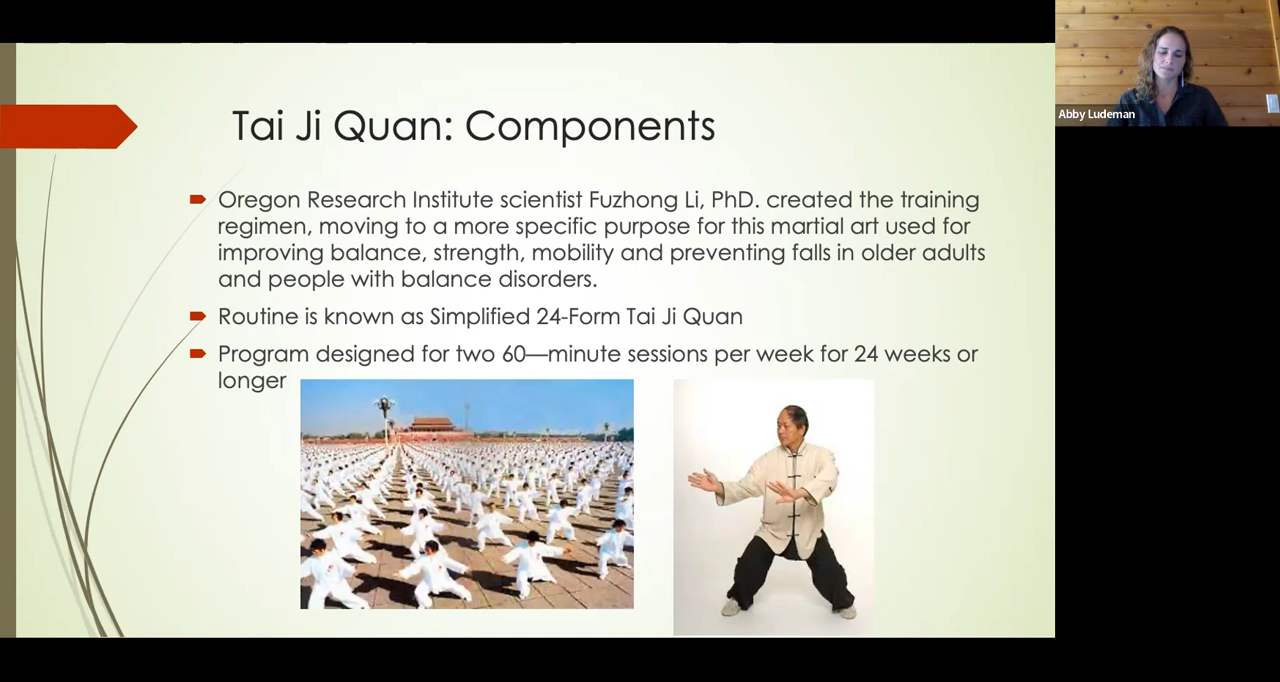 Tai Ji Quan: Components
Oregon Research Institute scientist Fuzhong Li, PhD. created the training
regimen, moving to a more specific purpose for this martial art used for
improving balance, strength, mobility and preventing falls in older adults
and people with balance disorders.
Routine is known as Simplified 24-Form Tai Ji Quan
Program designed for two 60—minute sessions per week for 24 weeks or
longer
Abby Ludeman